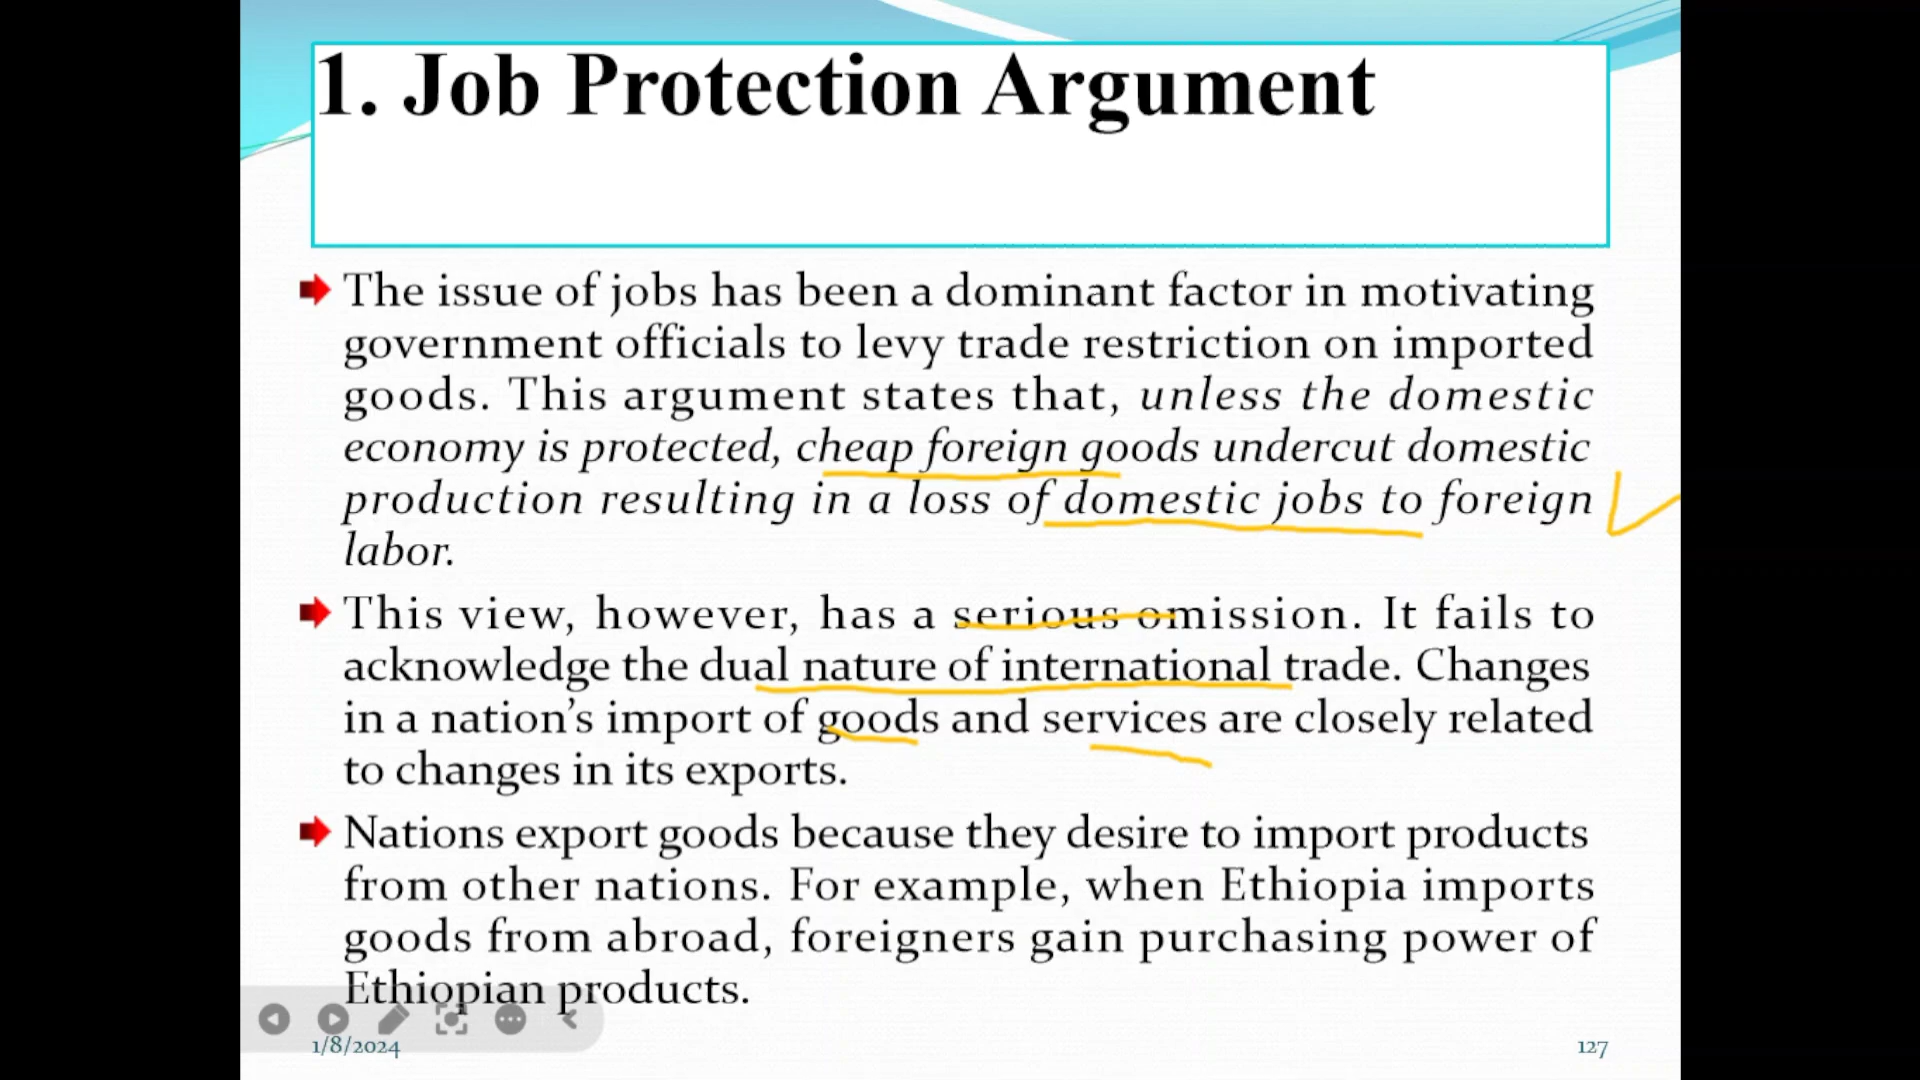 1. Job Protection Argument
The issue of jobs has been a dominant factor in motivating
government officials to levy trade restriction on imported
goods. This argument states that, unless the domestic
economy is protected, cheap foreign goods undercut domestic
production resulting in a loss of domestic jobs to foreign
labor.
This view, however, has a serious omission. It fails to
acknowledge the dual nature of international trade. Changes
in a nation’s import of goods and services are closely related
to changes in its exports.
Nations export goods because they desire to import products
from other nations. For example, when Ethiopia imports
goods from abroad, foreigners gain purchasing power of
Ethiopian products.
1/8/2024
127